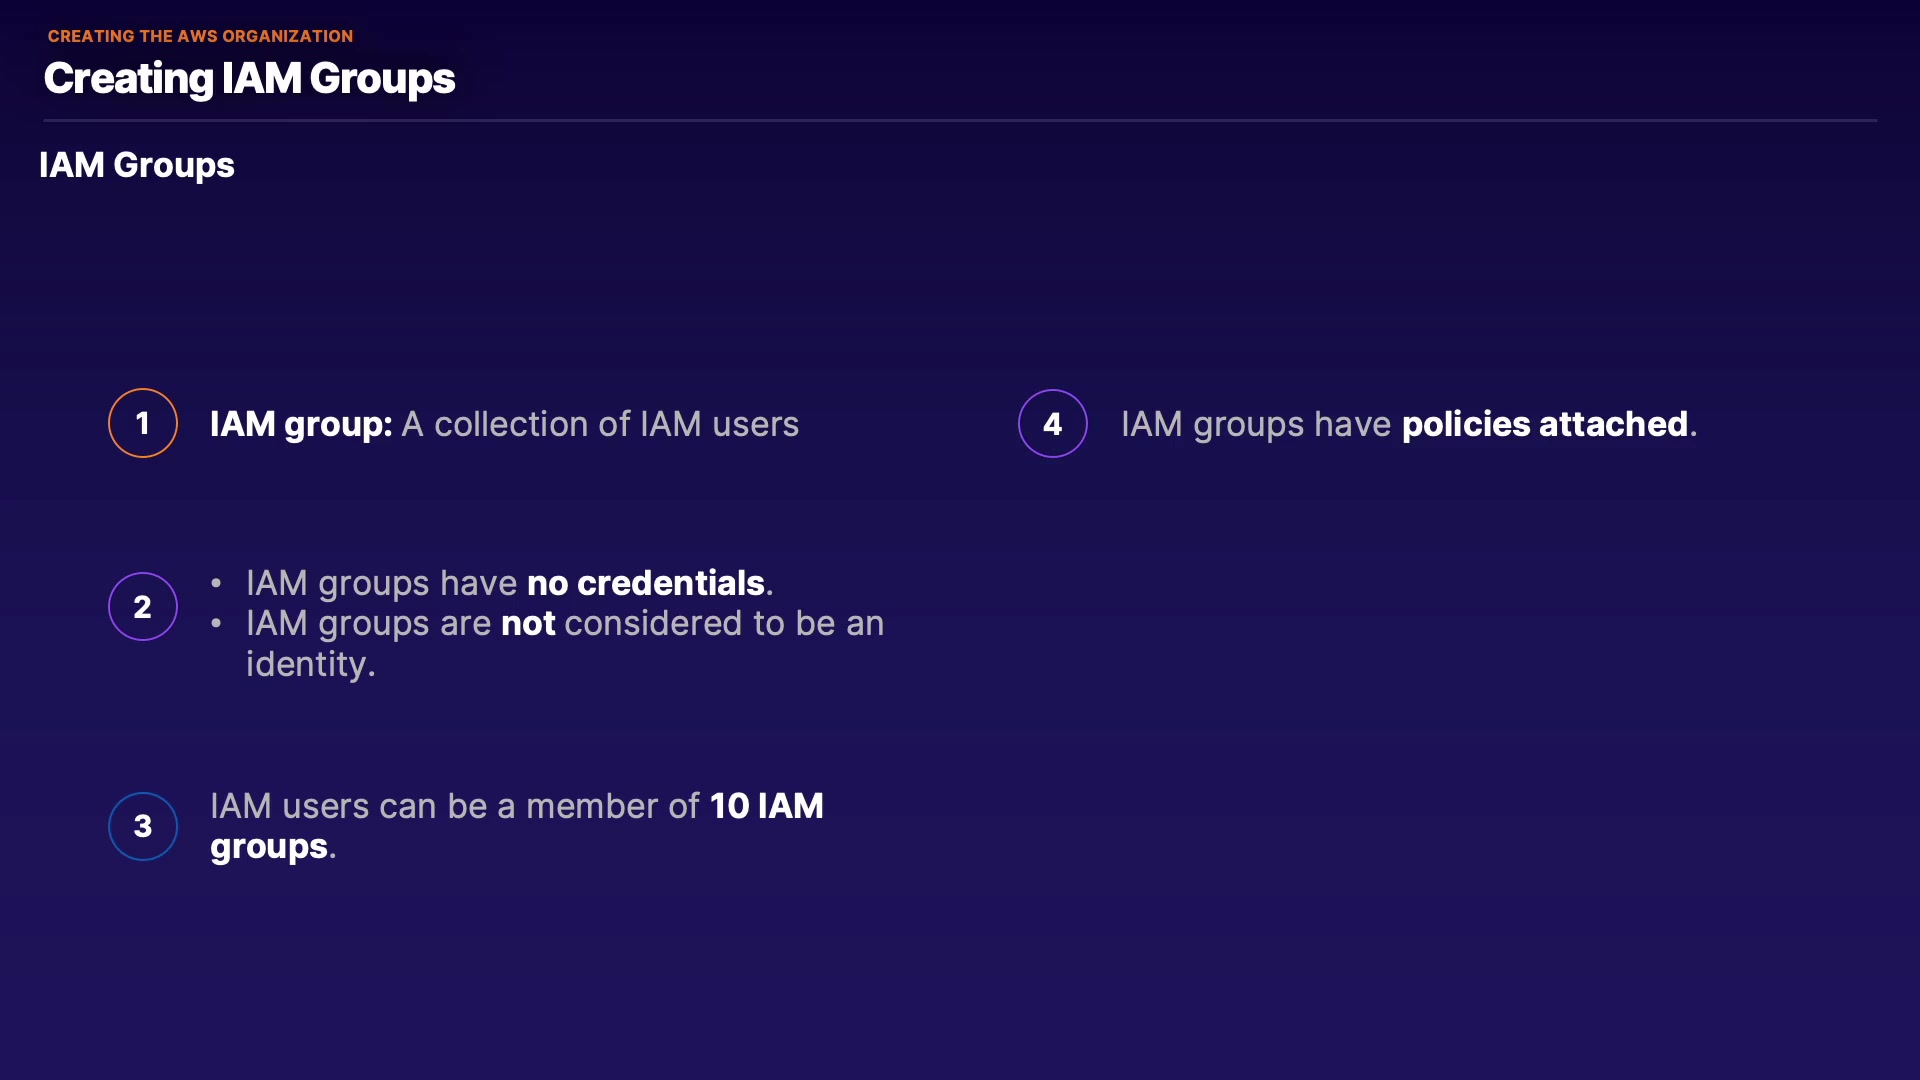 CREATING THE AWS ORGANIZATION
Creating IAM Groups
IAM Groups
1
IAM group: A collection of IAM users
2
• IAM groups have no credentials.
• IAM groups are not considered to be an
identity.
3
IAM users can be a member of 10 IAM
groups.
4
IAM groups have policies attached.